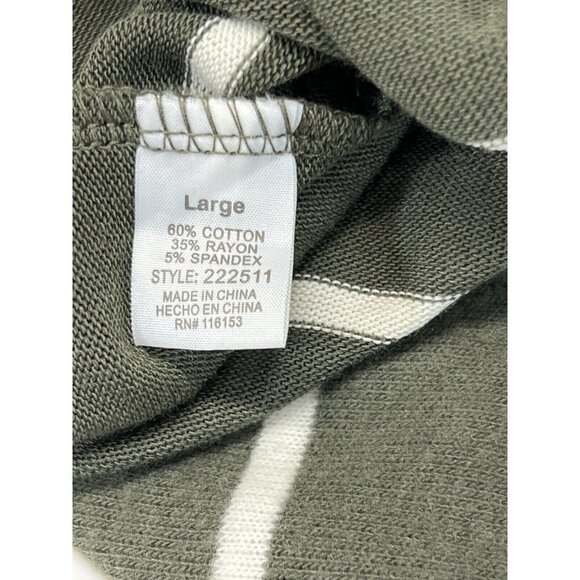 Large
60% COTTON
35% RAYON
5% SPANDEX
STYLE: 222511
MADE IN CHINA
HECHO EN CHINA
RN# 116153